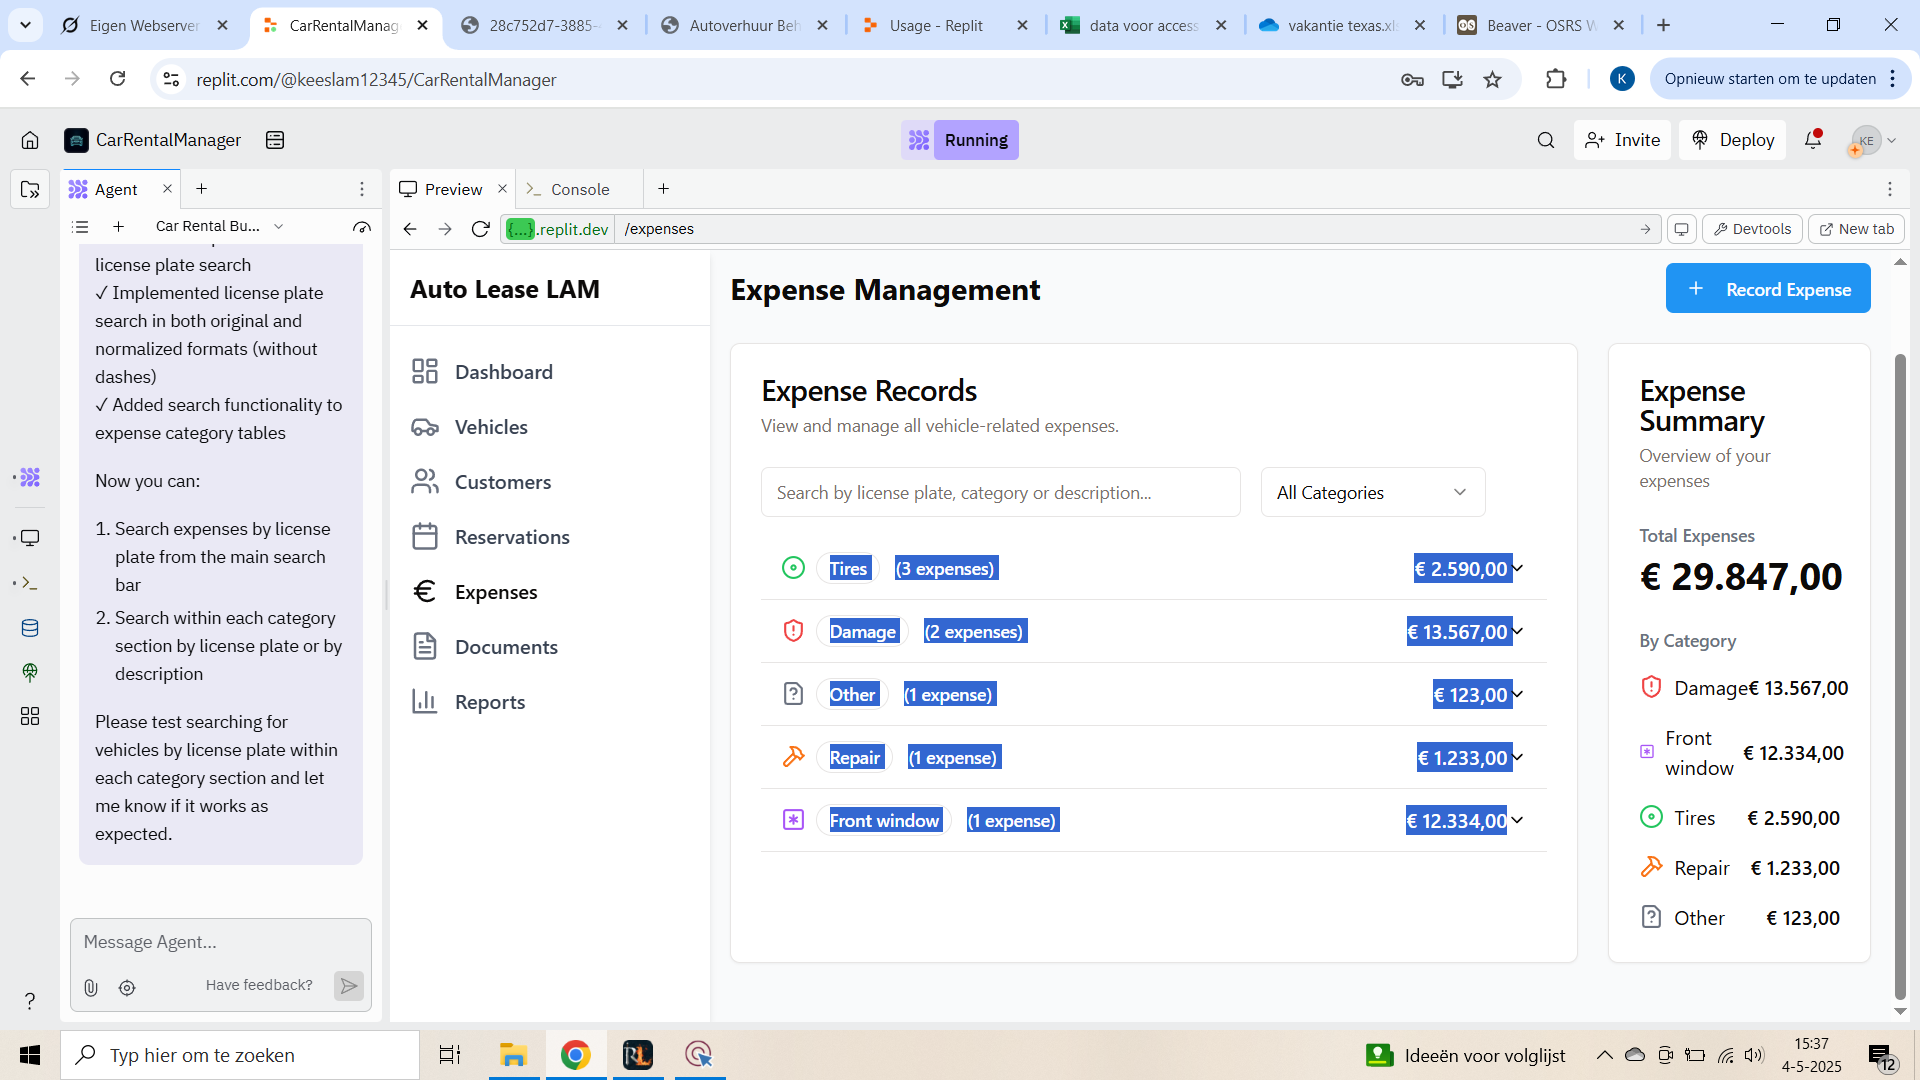 Eigen Webserver
CarRentalManag
28c752d7-3885-
Autoverhuur Beh
Usage - Replit
data voor access
vakantie texas.xls
Beaver - OSRS W
replit.com/@keeslam12345/CarRentalManager
K
Opnieuw starten om te updaten
CarRentalManager
Running
Invite
Deploy
KE
Agent
Preview
Console
Car Rental Bu...
{...}.replit.dev
/expenses
Devtools
New tab
license plate search
✓ Implemented license plate
search in both original and
normalized formats (without
dashes)
✓ Added search functionality to
expense category tables
Now you can:
1. Search expenses by license
plate from the main search
bar
2. Search within each category
section by license plate or by
description
Please test searching for
vehicles by license plate within
each category section and let
me know if it works as
expected.
Message Agent...
Have feedback?
Auto Lease LAM
Dashboard
Vehicles
Customers
Reservations
Expenses
Documents
Reports
Expense Management
Record Expense
Expense Records
View and manage all vehicle-related expenses.
Search by license plate, category or description...
All Categories
Tires (3 expenses) € 2.590,00
Damage (2 expenses) € 13.567,00
Other (1 expense) € 123,00
Repair (1 expense) € 1.233,00
Front window (1 expense) € 12.334,00
Expense
Summary
Overview of your
expenses
Total Expenses
€ 29.847,00
By Category
Damage € 13.567,00
Front
window € 12.334,00
Tires € 2.590,00
Repair € 1.233,00
Other € 123,00
Typ hier om te zoeken
Ideeën voor volglijst
15:37
4-5-2025
12